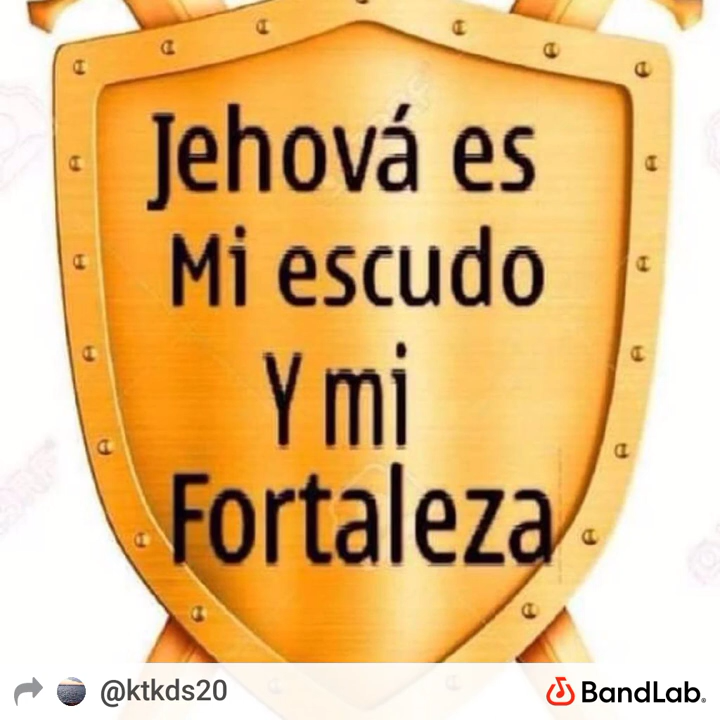 Jehová es
Mi escudo
Y mi
Fortaleza
@ktkds20
BandLab.